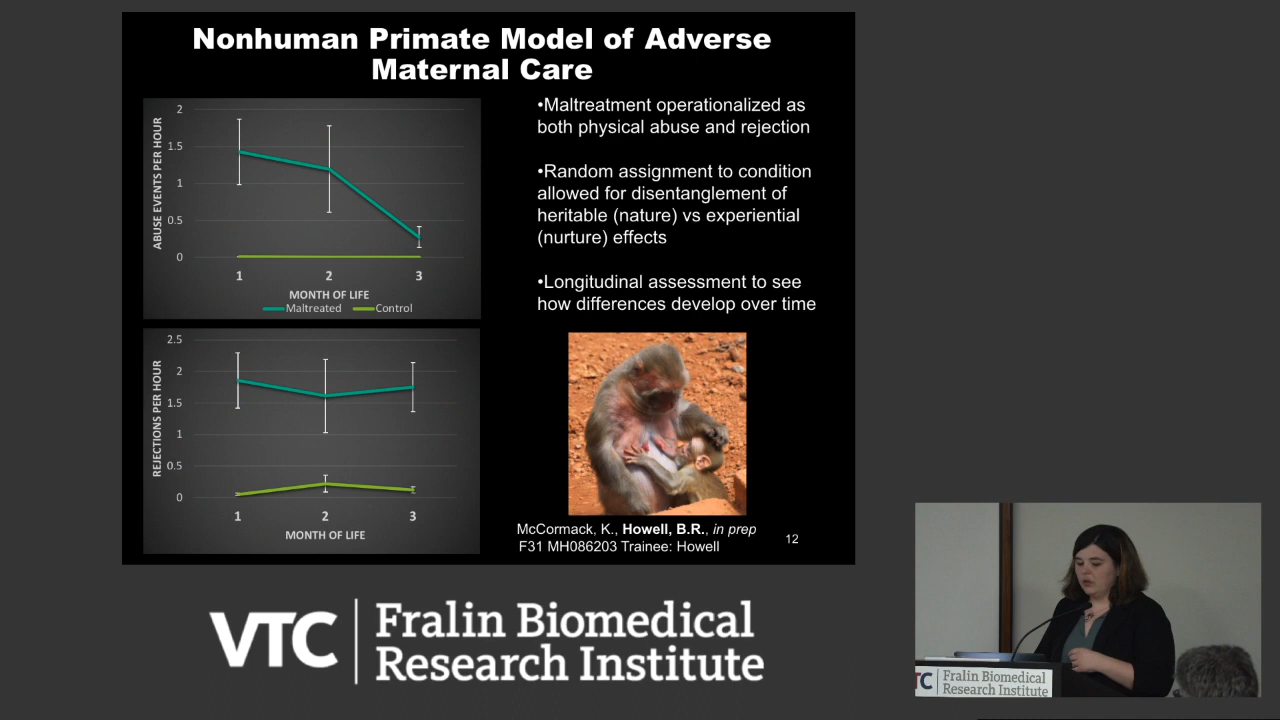 Nonhuman Primate Model of Adverse
Maternal Care
2
1.5
1
0.5
0
ABUSE EVENTS PER HOUR
1 2 3
MONTH OF LIFE
Maltreated Control
2.5
2
1.5
1
0.5
0
REJECTIONS PER HOUR
1 2 3
MONTH OF LIFE
•Maltreatment operationalized as
both physical abuse and rejection
•Random assignment to condition
allowed for disentanglement of
heritable (nature) vs experiential
(nurture) effects
•Longitudinal assessment to see
how differences develop over time
McCormack, K., Howell, B.R., in prep
F31 MH086203 Trainee: Howell
12
VTC Fralin Biomedical
Research Institute
TC Fralin Biomedical
Research Institute